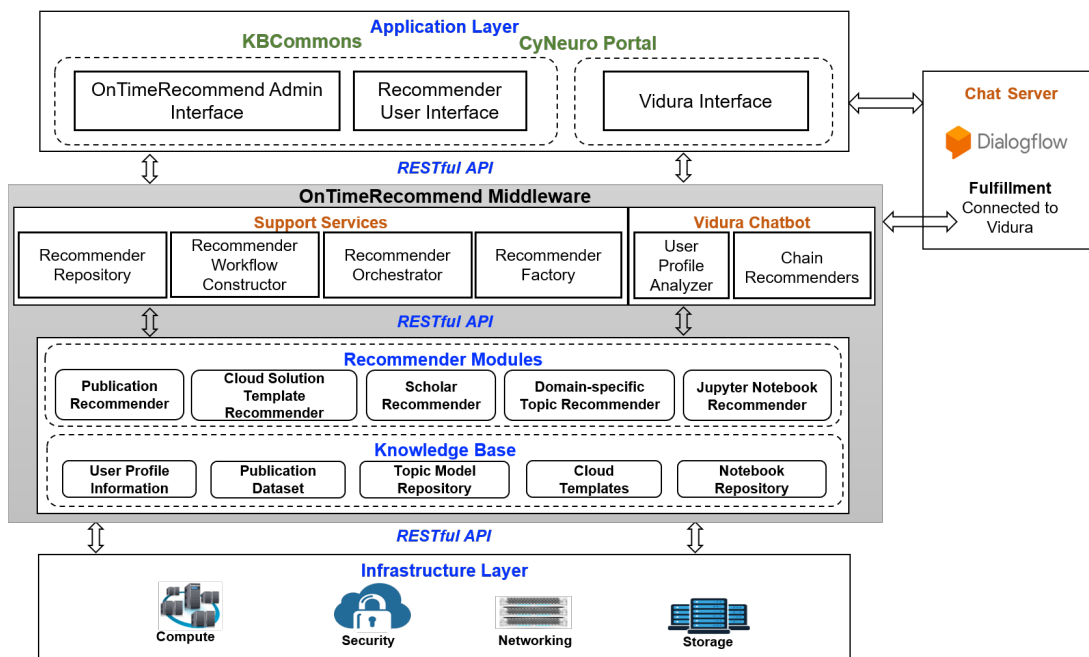 Application Layer
KBCommons
CyNeuro Portal
OnTimeRecommend Admin
Interface
Recommender
User Interface
Vidura Interface
Chat Server
Dialogflow
Fulfillment
Connected to
Vidura
RESTful API
OnTimeRecommend Middleware
Support Services
Vidura Chatbot
Recommender
Repository
Recommender
Workflow
Constructor
Recommender
Orchestrator
Recommender
Factory
User
Profile
Analyzer
Chain
Recommenders
RESTful API
Recommender Modules
Publication
Recommender
Cloud Solution
Template
Recommender
Scholar
Recommender
Domain-specific
Topic Recommender
Jupyter Notebook
Recommender
Knowledge Base
User Profile
Information
Publication
Dataset
Topic Model
Repository
Cloud
Templates
Notebook
Repository
RESTful API
Infrastructure Layer
Compute
Security
Networking
Storage